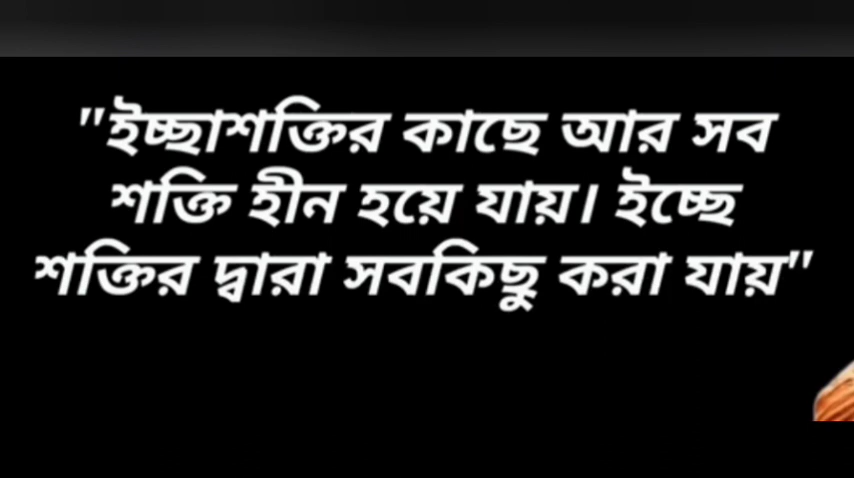 "ইচ্ছাশক্তির কাছে আর সব
শক্তি হীন হয়ে যায়। ইচ্ছে
শক্তির দ্বারা সবকিছু করা যায়"